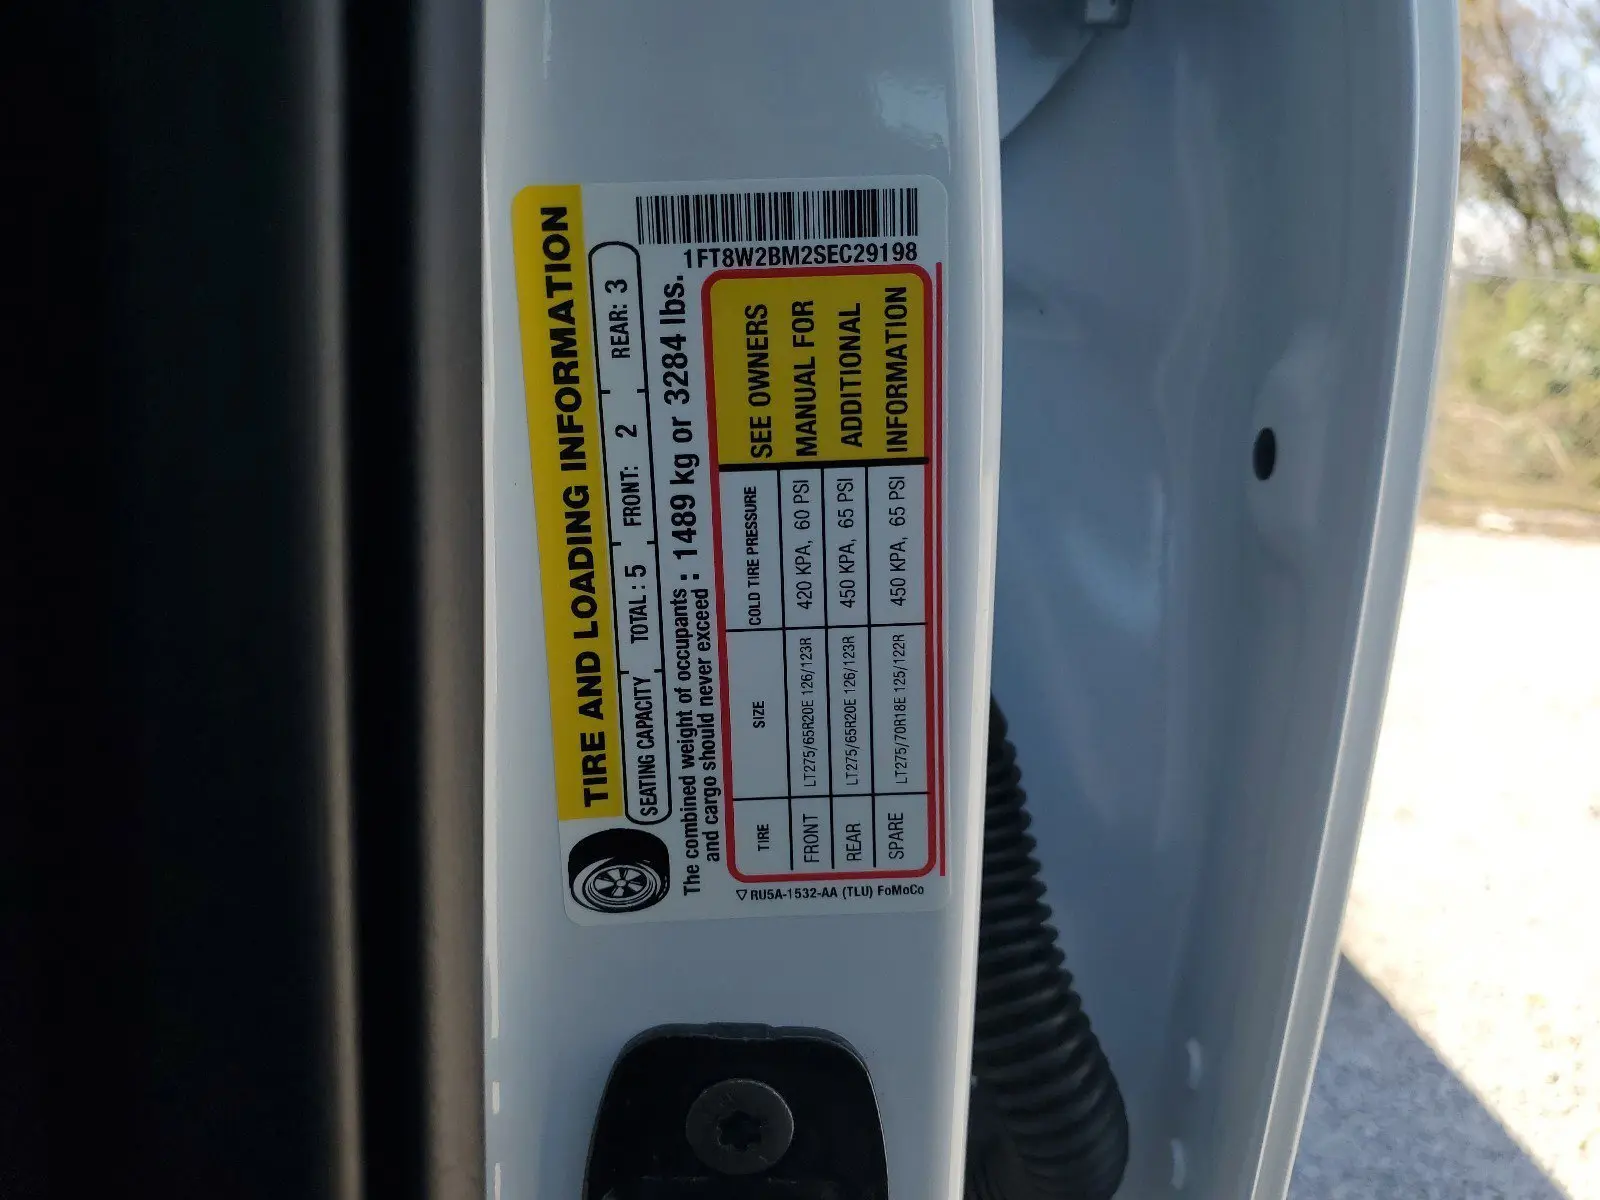 TIRE AND LOADING INFORMATION
SEATING CAPACITY TOTAL : 5 FRONT: 2 REAR: 3
The combined weight of occupants and cargo should never exceed : 1489 kg or 3284 lbs.
1FT8W2BM2SEC29198
TIRE SIZE COLD TIRE PRESSURE
FRONT LT275/65R20E 126/123R 420 KPA, 60 PSI
REAR LT275/65R20E 126/123R 450 KPA, 65 PSI
SPARE LT275/70R18E 125/122R 450 KPA, 65 PSI
SEE OWNERS
MANUAL FOR
ADDITIONAL
INFORMATION
RU5A-1532-AA (TLU) FoMoCo